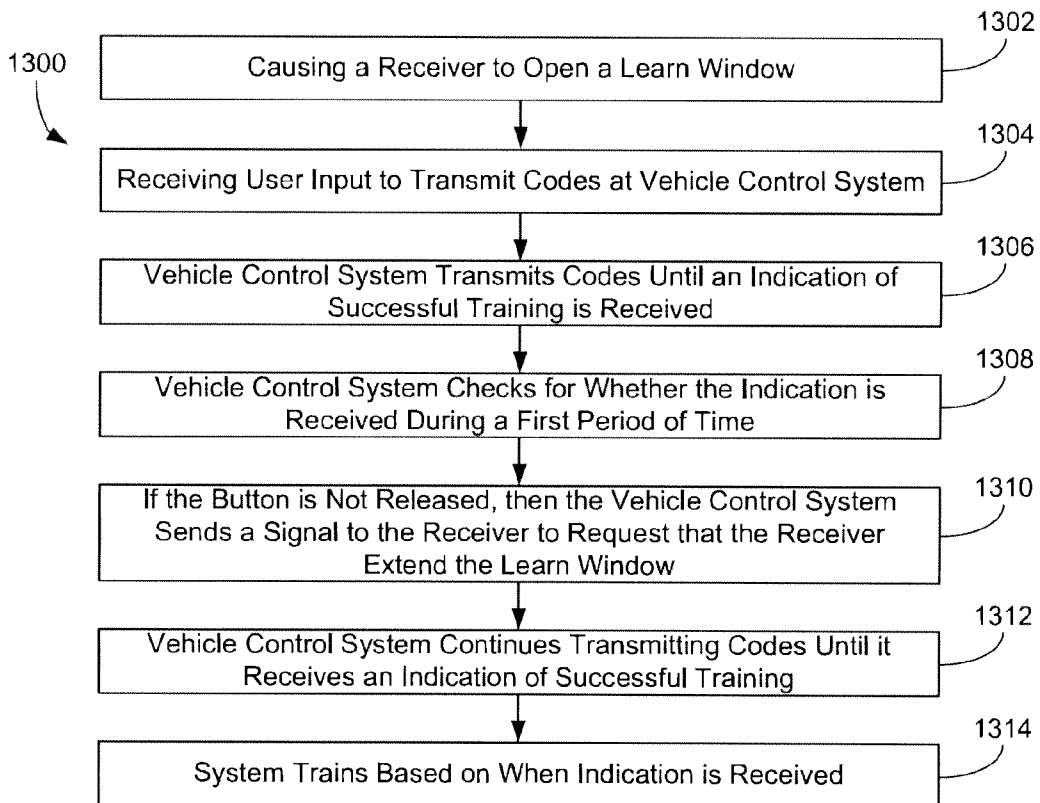 1300
1302
Causing a Receiver to Open a Learn Window
1304
Receiving User Input to Transmit Codes at Vehicle Control System
1306
Vehicle Control System Transmits Codes Until an Indication of
Successful Training is Received
1308
Vehicle Control System Checks for Whether the Indication is
Received During a First Period of Time
1310
If the Button is Not Released, then the Vehicle Control System
Sends a Signal to the Receiver to Request that the Receiver
Extend the Learn Window
1312
Vehicle Control System Continues Transmitting Codes Until it
Receives an Indication of Successful Training
1314
System Trains Based on When Indication is Received